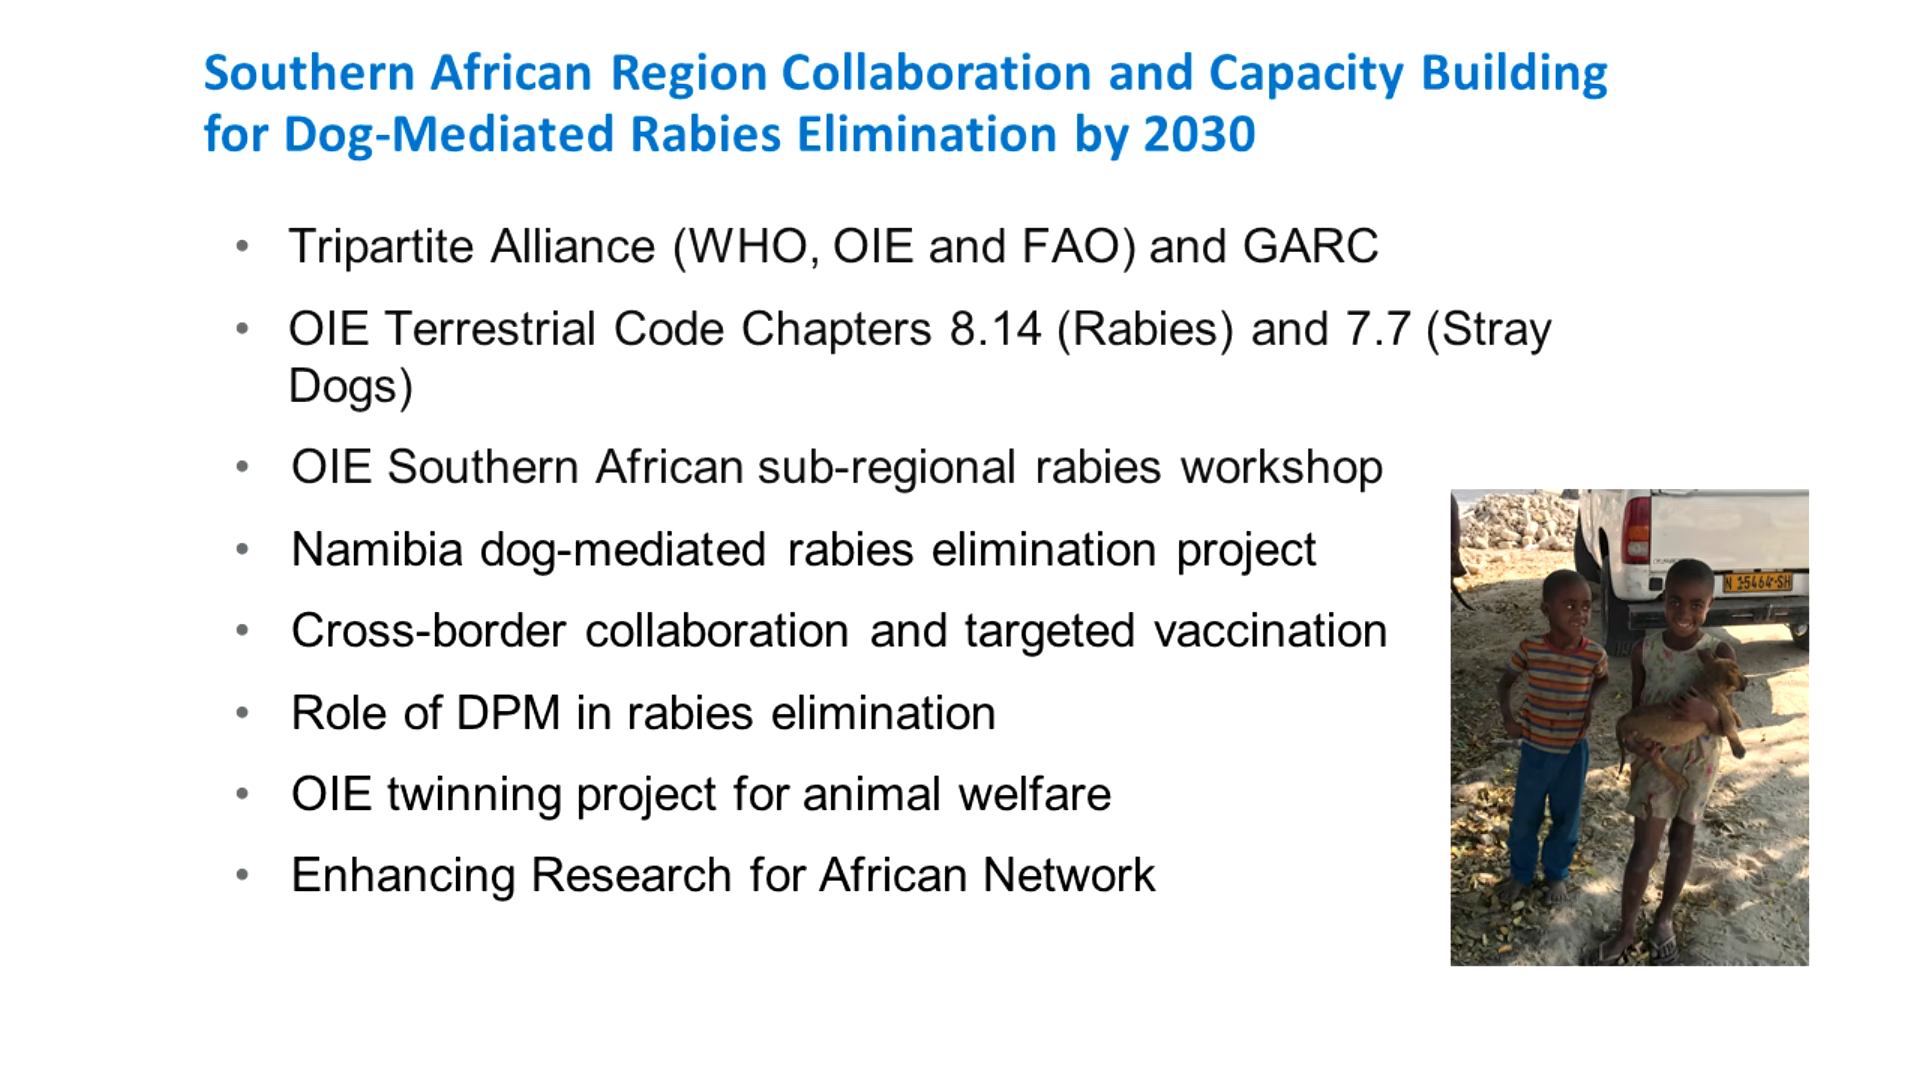 Southern African Region Collaboration and Capacity Building
for Dog-Mediated Rabies Elimination by 2030
• Tripartite Alliance (WHO, OIE and FAO) and GARC
• OIE Terrestrial Code Chapters 8.14 (Rabies) and 7.7 (Stray
Dogs)
• OIE Southern African sub-regional rabies workshop
• Namibia dog-mediated rabies elimination project
• Cross-border collaboration and targeted vaccination
• Role of DPM in rabies elimination
• OIE twinning project for animal welfare
• Enhancing Research for African Network